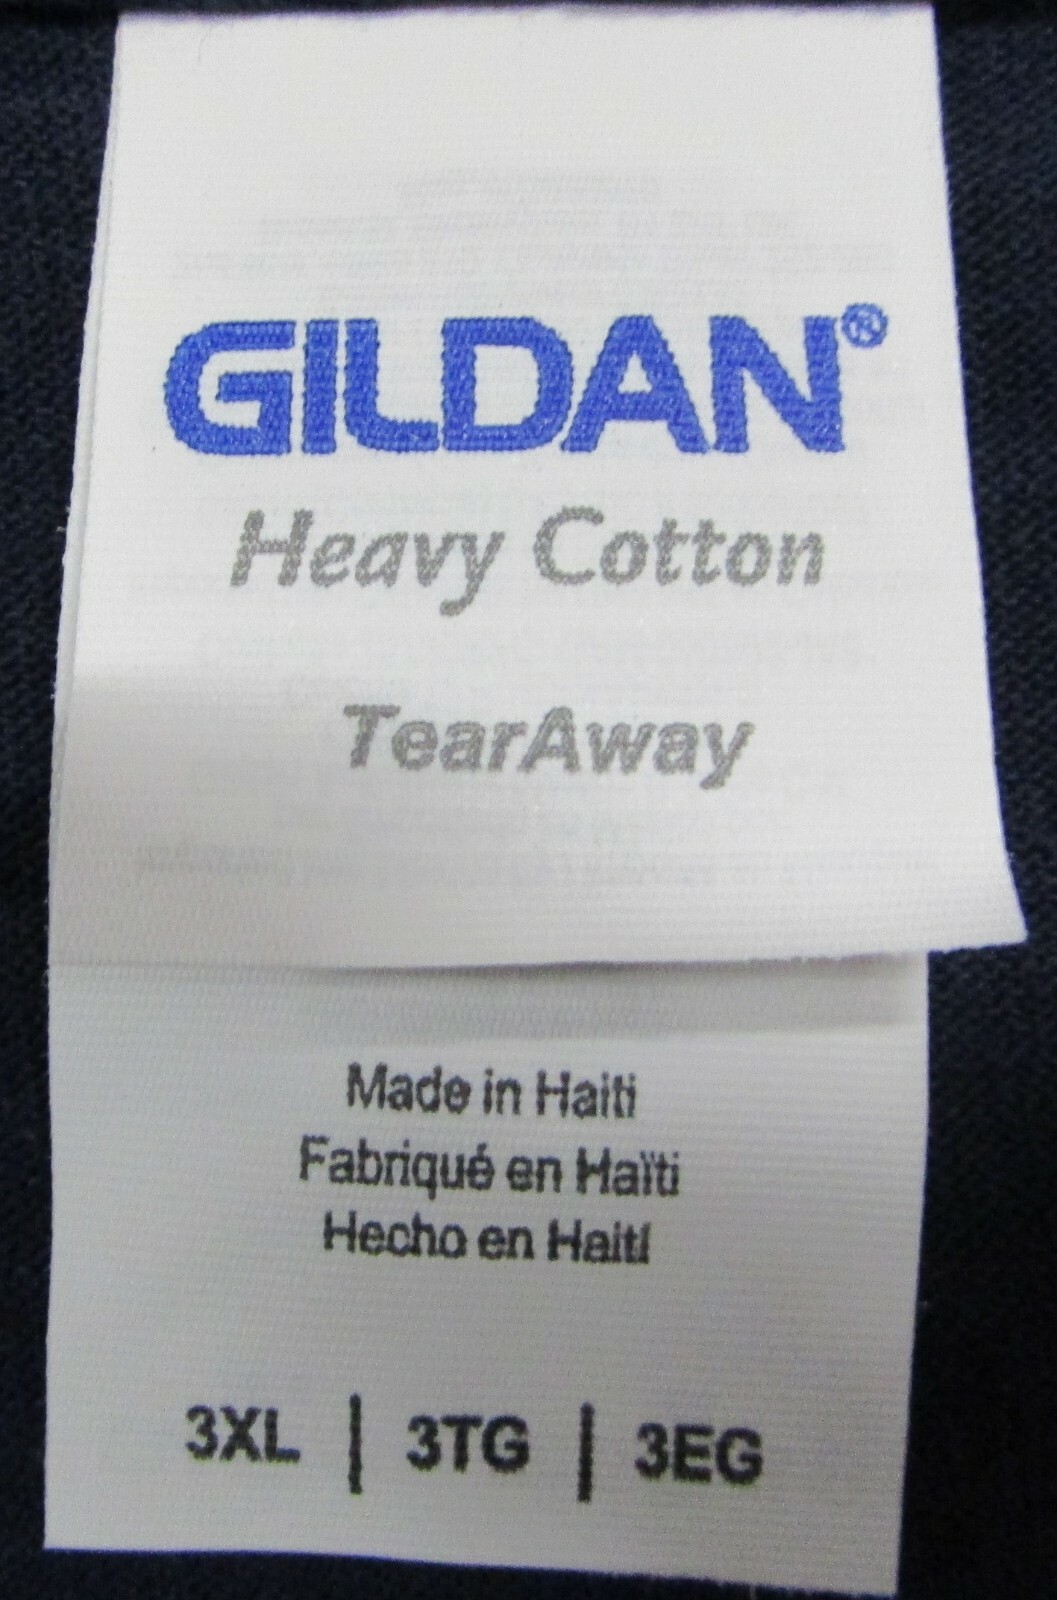 GILDAN®
Heavy Cotton
TearAway
Made in Haiti
Fabriqué en Haïti
Hecho en Haití
3XL | 3TG | 3EG